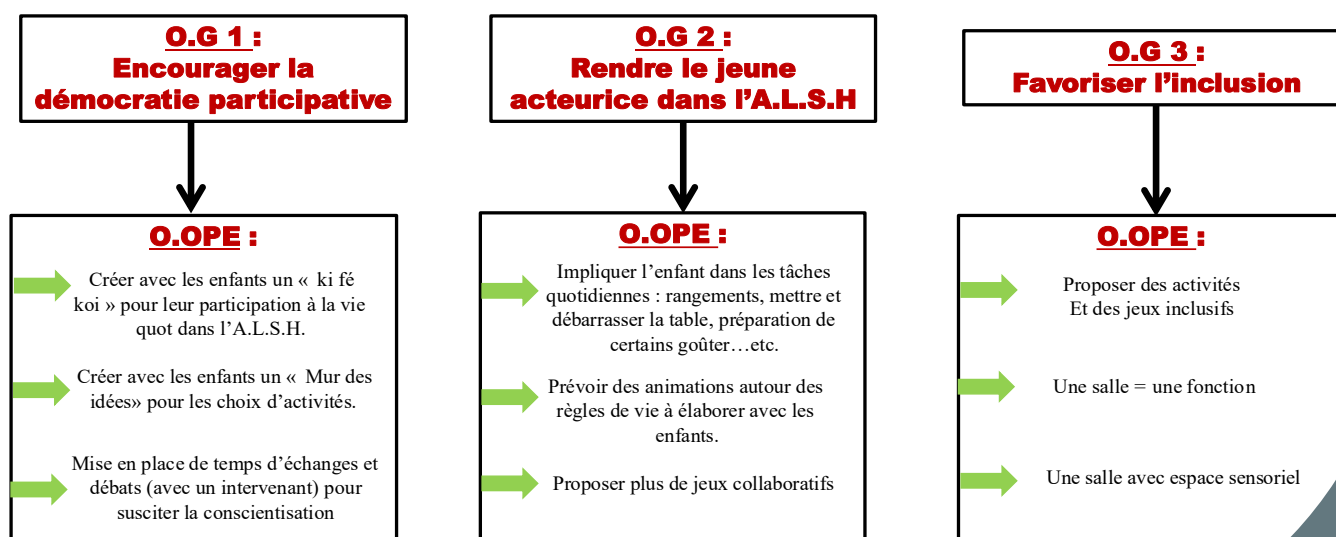 O.G 1 :
Encourager la
démocratie participative
O.OPE :
Créer avec les enfants un « ki fé
koi » pour leur participation à la vie
quot dans l’A.L.S.H.
Créer avec les enfants un «  Mur des
idées» pour les choix d’activités.
Mise en place de temps d’échanges et
débats (avec un intervenant) pour
susciter la conscientisation
O.G 2 :
Rendre le jeune
acteurice dans l’A.L.S.H
O.OPE :
Impliquer l’enfant dans les tâches
quotidiennes : rangements, mettre et
débarrasser la table, préparation de
certains goûter…etc.
Prévoir des animations autour des
règles de vie à élaborer avec les
enfants.
Proposer plus de jeux collaboratifs
O.G 3 :
Favoriser l’inclusion
O.OPE :
Proposer des activités
Et des jeux inclusifs
Une salle = une fonction
Une salle avec espace sensoriel